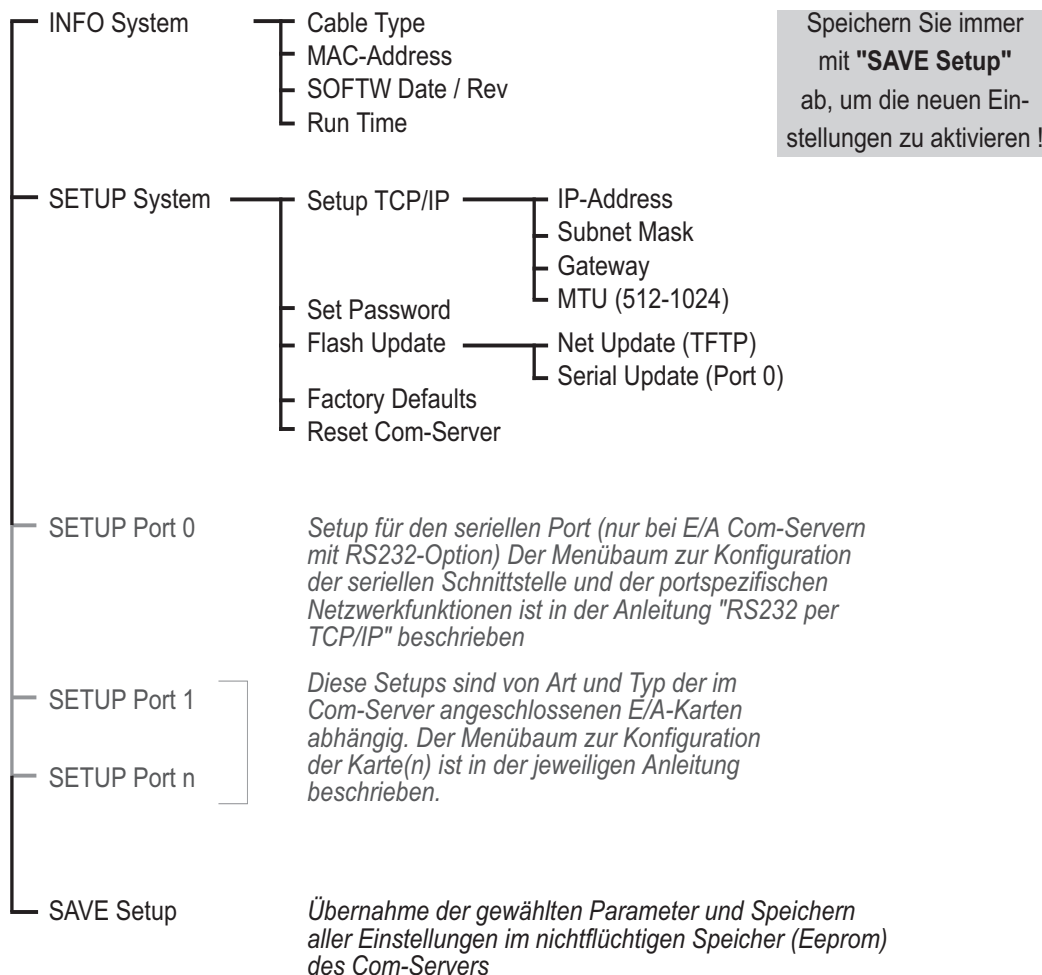 INFO System
Cable Type
MAC-Address
SOFTW Date / Rev
Run Time
Speichern Sie immer
mit "SAVE Setup"
ab, um die neuen Ein-
stellungen zu aktivieren !
SETUP System
Setup TCP/IP
IP-Address
Subnet Mask
Gateway
MTU (512-1024)
Set Password
Flash Update
Net Update (TFTP)
Serial Update (Port 0)
Factory Defaults
Reset Com-Server
SETUP Port 0
Setup für den seriellen Port (nur bei E/A Com-Servern
mit RS232-Option) Der Menübaum zur Konfiguration
der seriellen Schnittstelle und der portspezifischen
Netzwerkfunktionen ist in der Anleitung "RS232 per
TCP/IP" beschrieben
SETUP Port 1
SETUP Port n
Diese Setups sind von Art und Typ der im
Com-Server angeschlossenen E/A-Karten
abhängig. Der Menübaum zur Konfiguration
der Karte(n) ist in der jeweiligen Anleitung
beschrieben.
SAVE Setup
Übernahme der gewählten Parameter und Speichern
aller Einstellungen im nichtflüchtigen Speicher (Eeprom)
des Com-Servers